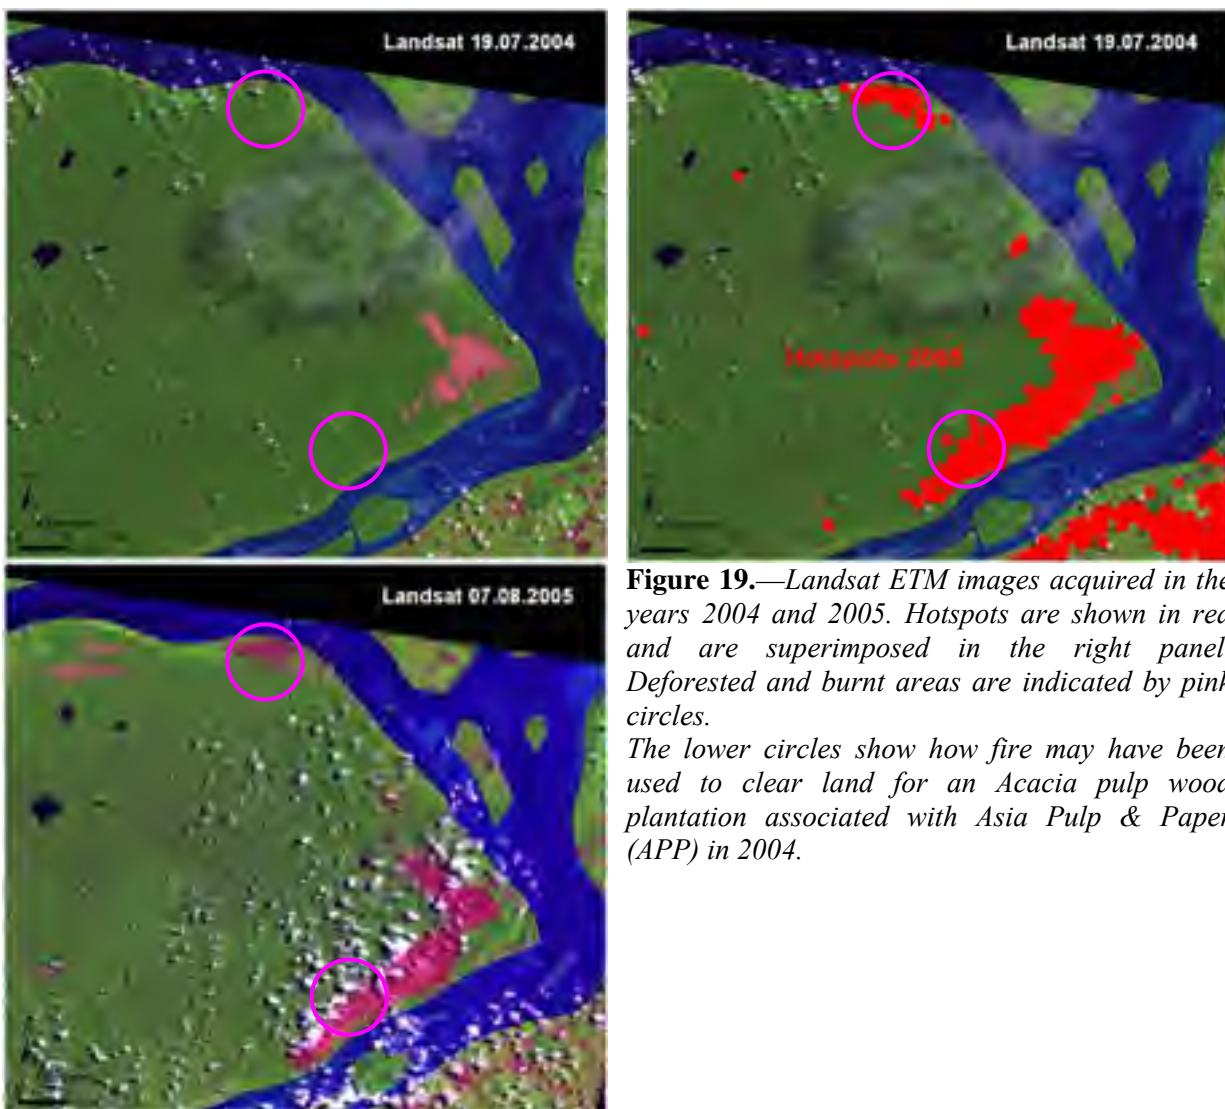 Landsat 19.07.2004
Landsat 19.07.2004
Hotspots 2005
Landsat 07.08.2005
Figure 19.—Landsat ETM images acquired in the
years 2004 and 2005. Hotspots are shown in red
and are superimposed in the right panel.
Deforested and burnt areas are indicated by pink
circles.
The lower circles show how fire may have been
used to clear land for an Acacia pulp wood
plantation associated with Asia Pulp & Paper
(APP) in 2004.